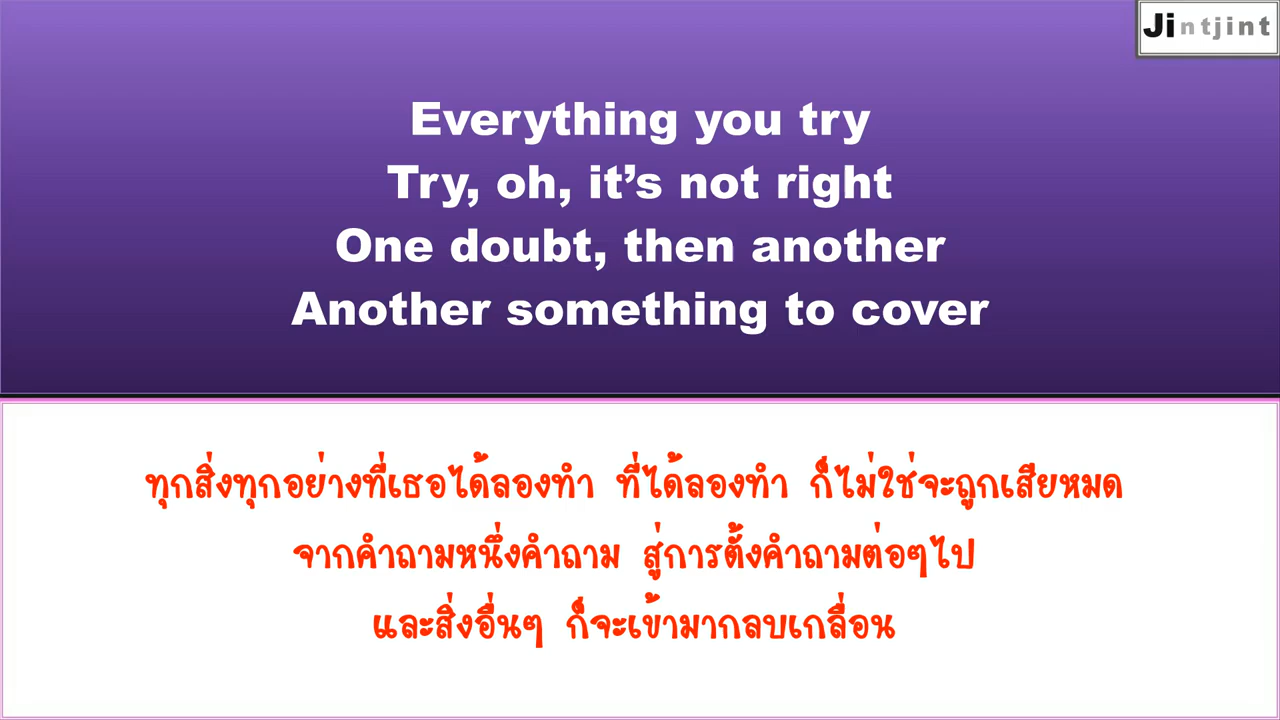 Jintjint
Everything you try
Try, oh, it’s not right
One doubt, then another
Another something to cover
ทุกสิ่งทุกอย่างที่เธอได้ลองทำ ที่ได้ลองทำ ก็ไม่ใช่จะถูกเสียหมด
จากคำถามหนึ่งคำถาม สู่การตั้งคำถามต่อๆไป
และสิ่งอื่นๆ ก็จะเข้ามากลบเกลื่อน